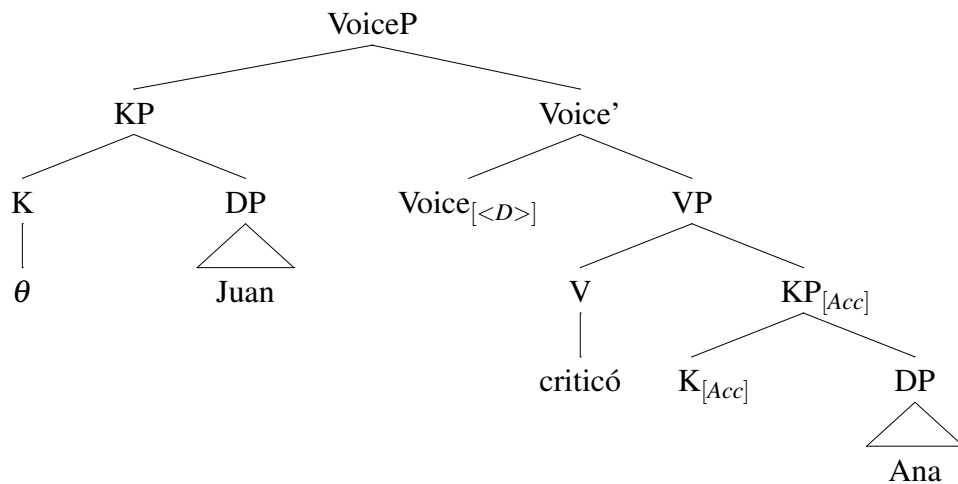 VoiceP
KP Voice’
K DP Voice[<D>] VP
θ Juan V KP[Acc]
criticó K[Acc] DP
Ana